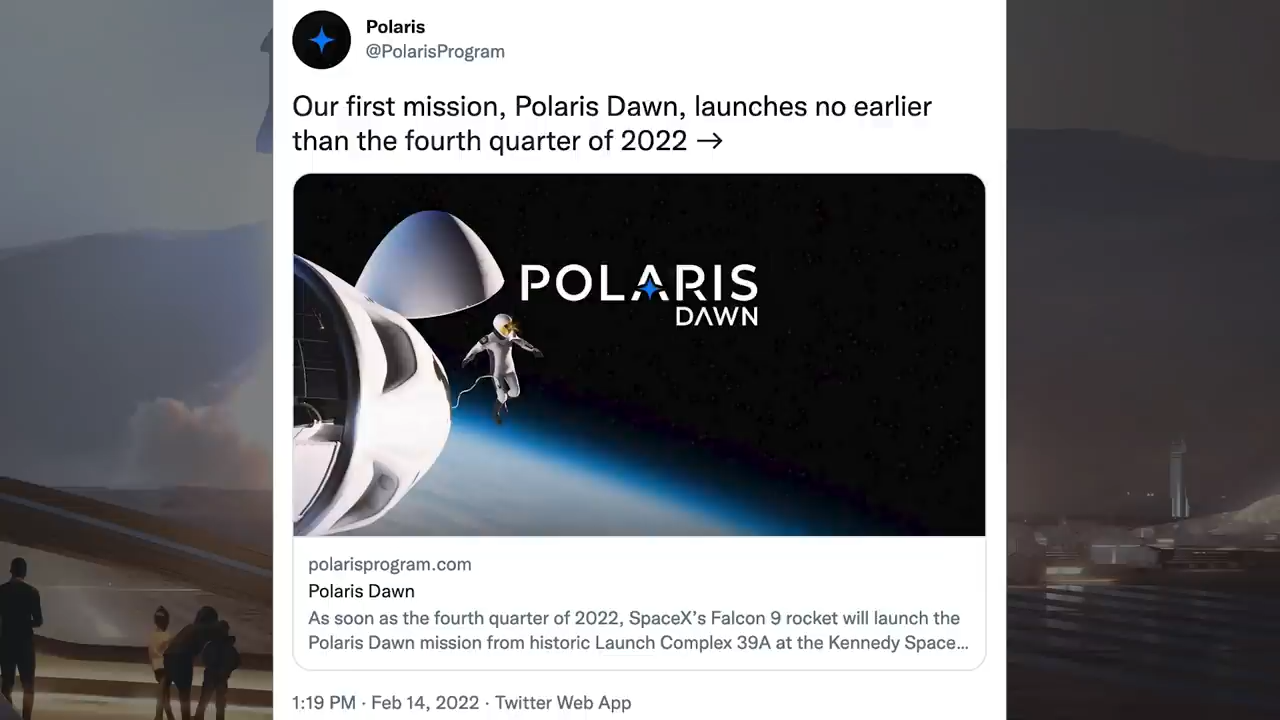 Polaris
@PolarisProgram
Our first mission, Polaris Dawn, launches no earlier
than the fourth quarter of 2022 →
POLARIS
DAWN
polarisprogram.com
Polaris Dawn
As soon as the fourth quarter of 2022, SpaceX’s Falcon 9 rocket will launch the
Polaris Dawn mission from historic Launch Complex 39A at the Kennedy Space...
1:19 PM · Feb 14, 2022 · Twitter Web App